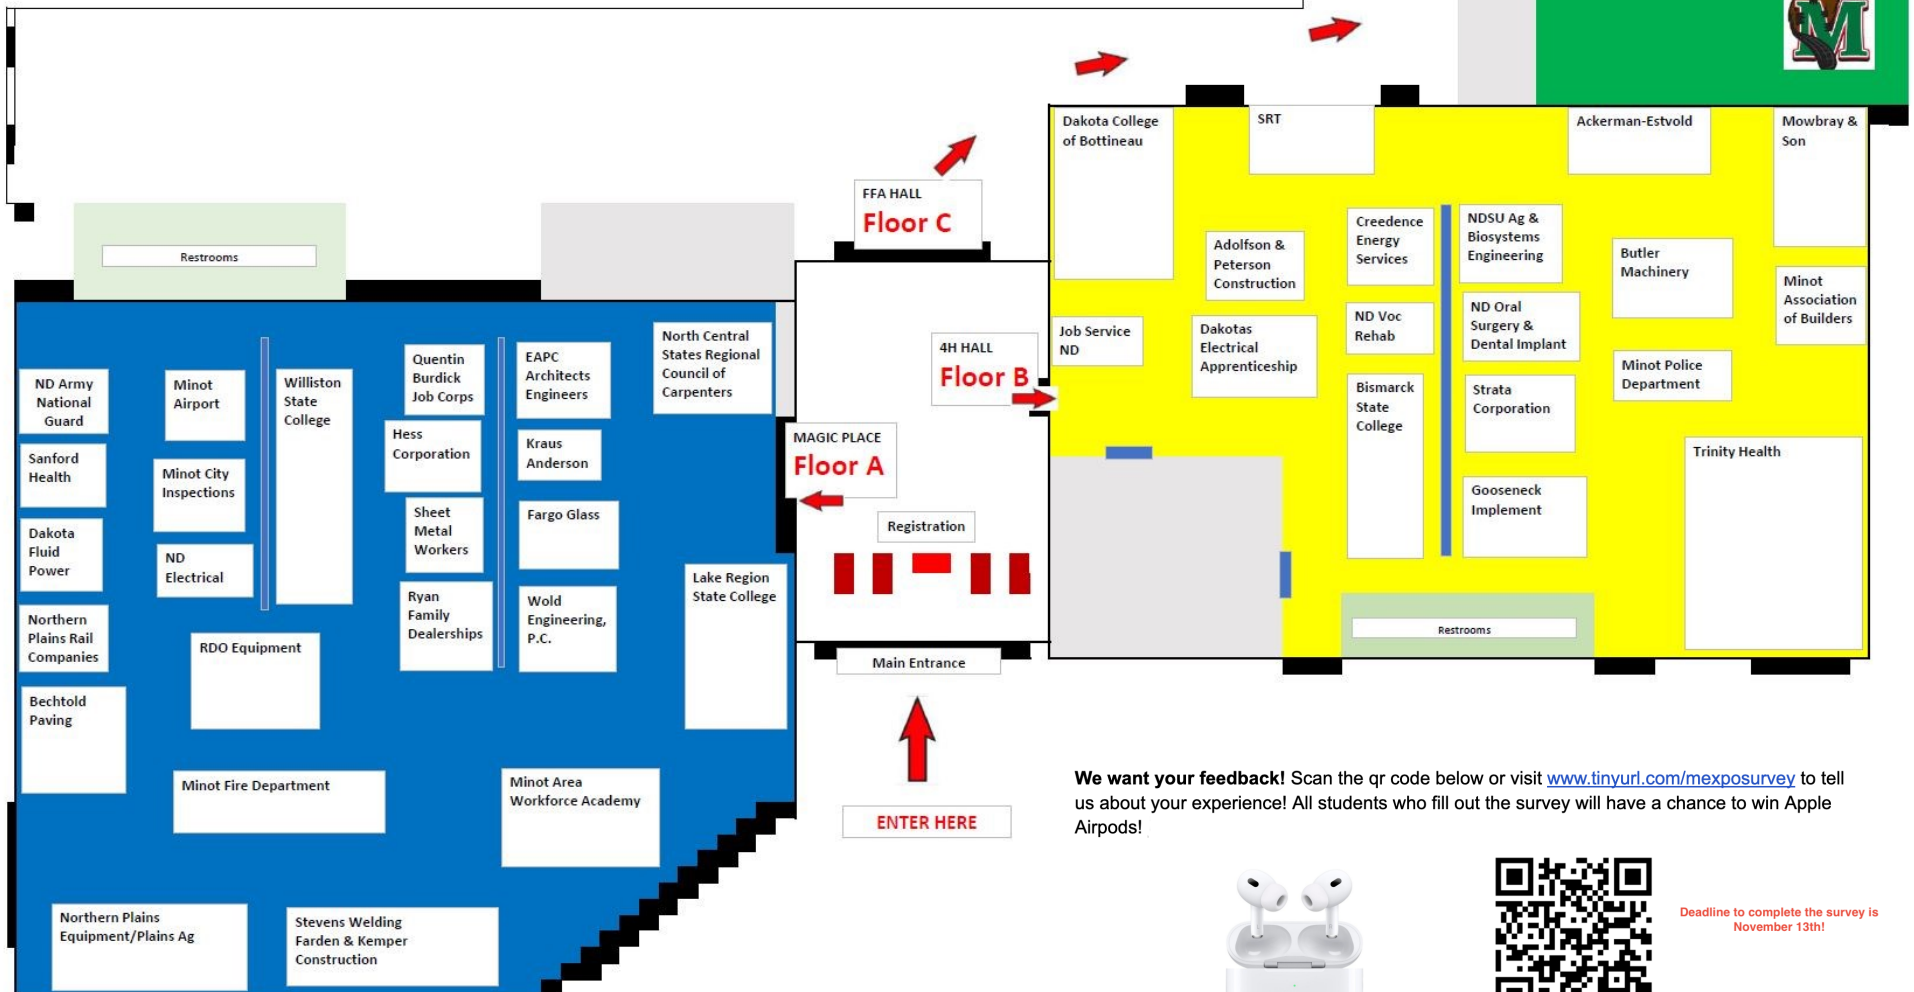 M
Dakota College
of Bottineau
SRT
Ackerman-Estvold
Mowbray &
Son
FFA HALL
Floor C
Restrooms
Adolfson &
Peterson
Construction
Creedence
Energy
Services
NDSU Ag &
Biosystems
Engineering
Butler
Machinery
Minot
Association
of Builders
4H HALL
Floor B
Job Service
ND
Dakotas
Electrical
Apprenticeship
ND Voc
Rehab
ND Oral
Surgery &
Dental Implant
Minot Police
Department
Bismarck
State
College
Strata
Corporation
Gooseneck
Implement
Trinity Health
Restrooms
ND Army
National
Guard
Minot
Airport
Williston
State
College
Quentin
Burdick
Job Corps
EAPC
Architects
Engineers
North Central
States Regional
Council of
Carpenters
Sanford
Health
Minot City
Inspections
Hess
Corporation
Kraus
Anderson
MAGIC PLACE
Floor A
Registration
Dakota
Fluid
Power
ND
Electrical
Sheet
Metal
Workers
Fargo Glass
Northern
Plains Rail
Companies
RDO Equipment
Ryan
Family
Dealerships
Wold
Engineering,
P.C.
Lake Region
State College
Main Entrance
Bechtold
Paving
Minot Fire Department
Minot Area
Workforce Academy
ENTER HERE
Northern Plains
Equipment/Plains Ag
Stevens Welding
Farden & Kemper
Construction
We want your feedback! Scan the qr code below or visit www.tinyurl.com/mexposurvey to tell
us about your experience! All students who fill out the survey will have a chance to win Apple
Airpods!
Deadline to complete the survey is
November 13th!